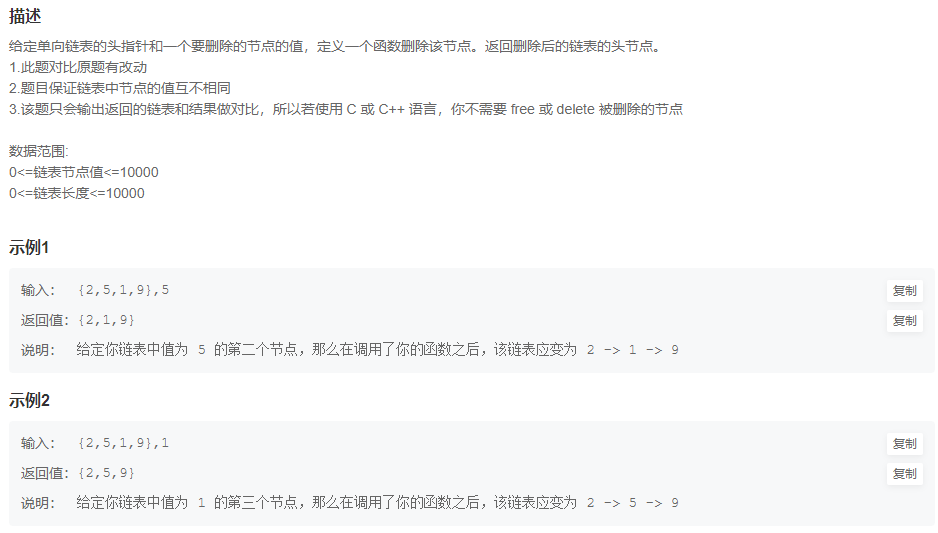 描述
给定单向链表的头指针和一个要删除的节点的值，定义一个函数删除该节点。返回删除后的链表的头节点。
1.此题对比原题有改动
2.题目保证链表中节点的值互不相同
3.该题只会输出返回的链表和结果做对比，所以若使用 C 或 C++ 语言，你不需要 free 或 delete 被删除的节点
数据范围:
0<=链表节点值<=10000
0<=链表长度<=10000
示例1
输入： {2,5,1,9},5 复制
返回值：{2,1,9} 复制
说明： 给定你链表中值为 5 的第二个节点，那么在调用了你的函数之后，该链表应变为 2 -> 1 -> 9
示例2
输入： {2,5,1,9},1 复制
返回值：{2,5,9} 复制
说明： 给定你链表中值为 1 的第三个节点，那么在调用了你的函数之后，该链表应变为 2 -> 5 -> 9